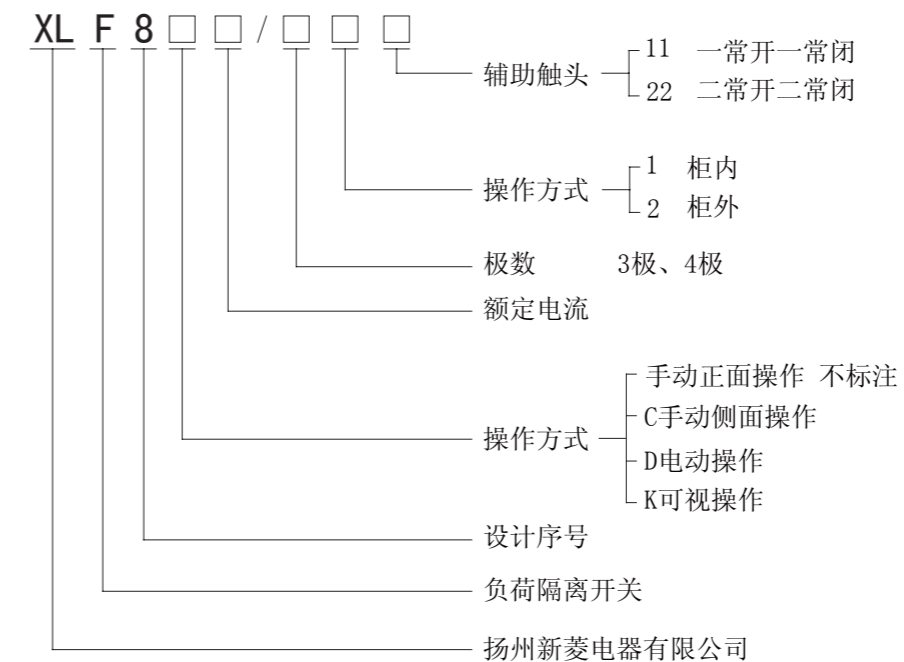 XL F 8 □ □ / □ □ □
辅助触头
11 一常开一常闭
22 二常开二常闭
操作方式
1 柜内
2 柜外
极数 3极、4极
额定电流
操作方式
手动正面操作 不标注
C手动侧面操作
D电动操作
K可视操作
设计序号
负荷隔离开关
扬州新菱电器有限公司